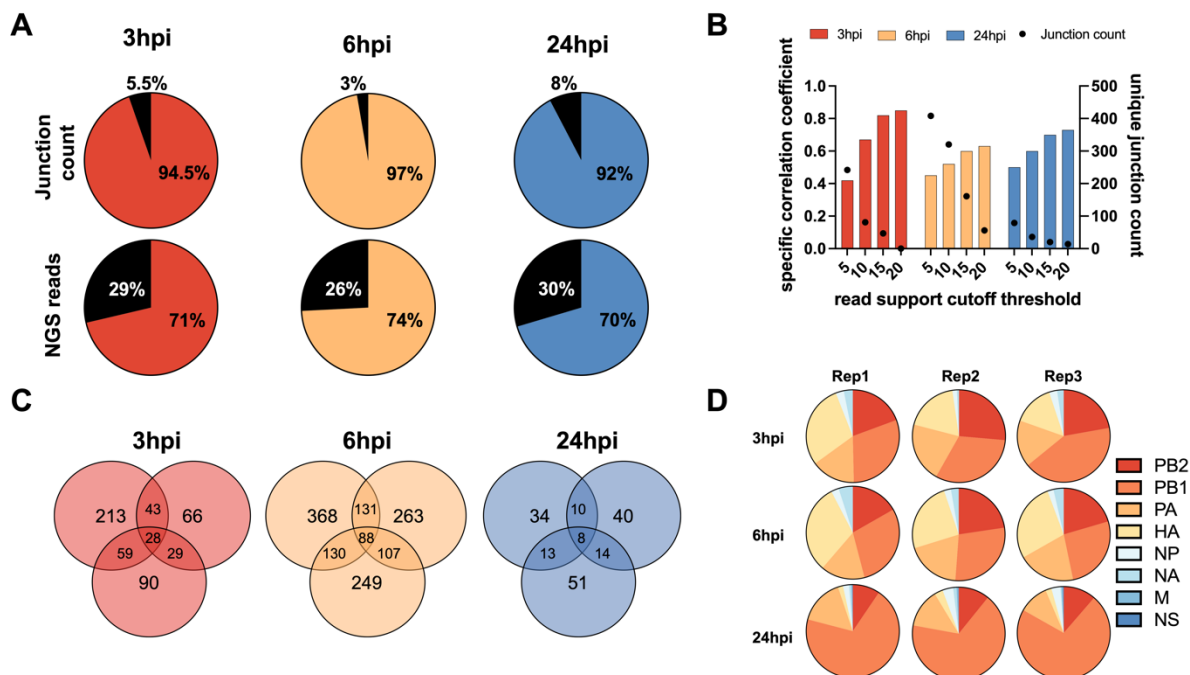 A
3hpi
6hpi
24hpi
5.5%
3%
8%
Junction count
94.5%
97%
92%
NGS reads
29%
26%
30%
71%
74%
70%
B
3hpi
6hpi
24hpi
Junction count
specific correlation coefficient
unique junction count
1.0
0.8
0.6
0.4
0.2
0.0
500
400
300
200
100
0
5 10 15 20
5 10 15 20
5 10 15 20
read support cutoff threshold
C
3hpi
6hpi
24hpi
213 43 66
28
59 29
90
368 131 263
88
130 107
249
34 10 40
8
13 14
51
D
Rep1
Rep2
Rep3
3hpi
6hpi
24hpi
PB2
PB1
PA
HA
NP
NA
M
NS